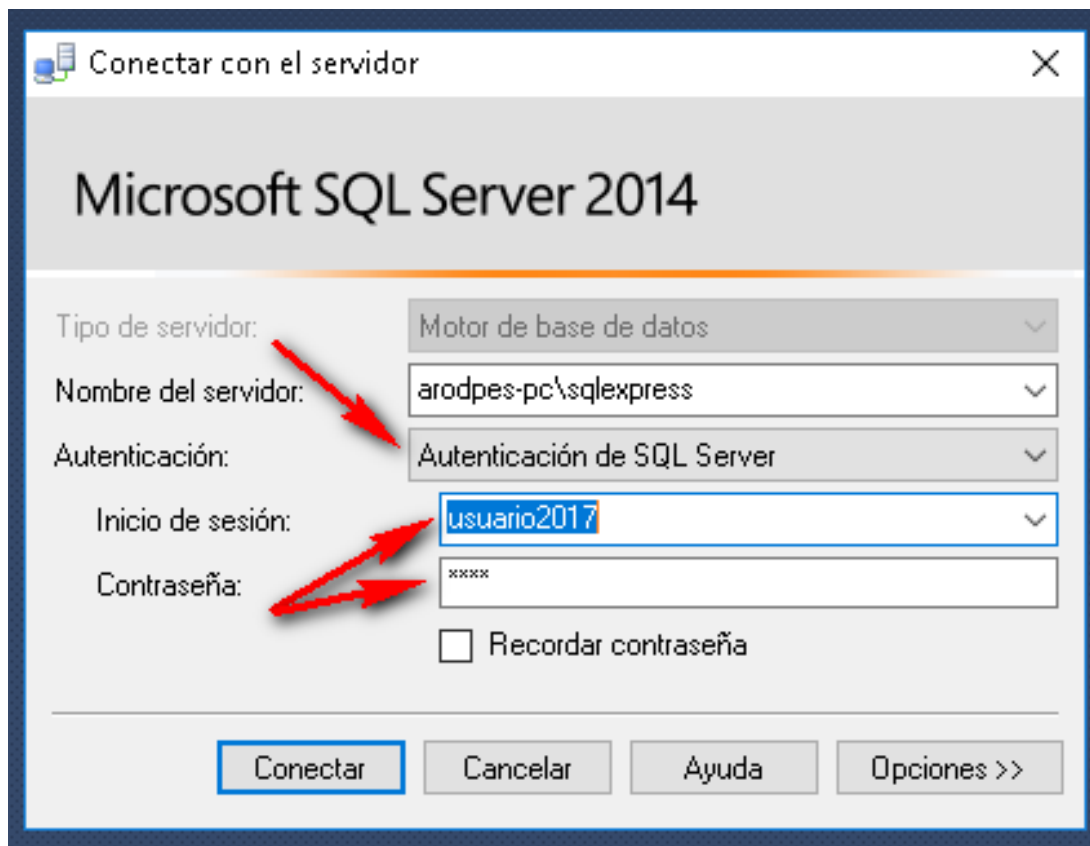 Conectar con el servidor
Microsoft SQL Server 2014
Tipo de servidor: Motor de base de datos
Nombre del servidor: arodpes-pc\sqlexpress
Autenticación: Autenticación de SQL Server
Inicio de sesión: usuario2017
Contraseña: ****
Recordar contraseña
Conectar Cancelar Ayuda Opciones >>